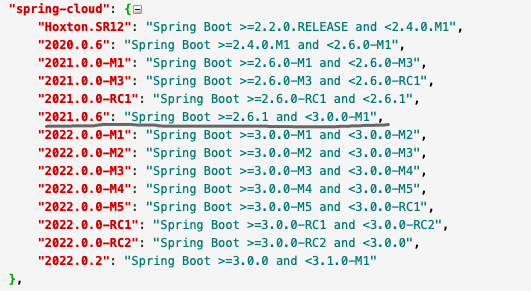 "spring-cloud": {
"Hoxton.SR12": "Spring Boot >=2.2.0.RELEASE and <2.4.0.M1",
"2020.0.6": "Spring Boot >=2.4.0.M1 and <2.6.0-M1",
"2021.0.0-M1": "Spring Boot >=2.6.0-M1 and <2.6.0-M3",
"2021.0.0-M3": "Spring Boot >=2.6.0-M3 and <2.6.0-RC1",
"2021.0.0-RC1": "Spring Boot >=2.6.0-RC1 and <2.6.1",
"2021.0.6": "Spring Boot >=2.6.1 and <3.0.0-M1",
"2022.0.0-M1": "Spring Boot >=3.0.0-M1 and <3.0.0-M2",
"2022.0.0-M2": "Spring Boot >=3.0.0-M2 and <3.0.0-M3",
"2022.0.0-M3": "Spring Boot >=3.0.0-M3 and <3.0.0-M4",
"2022.0.0-M4": "Spring Boot >=3.0.0-M4 and <3.0.0-M5",
"2022.0.0-M5": "Spring Boot >=3.0.0-M5 and <3.0.0-RC1",
"2022.0.0-RC1": "Spring Boot >=3.0.0-RC1 and <3.0.0-RC2",
"2022.0.0-RC2": "Spring Boot >=3.0.0-RC2 and <3.0.0",
"2022.0.2": "Spring Boot >=3.0.0 and <3.1.0-M1"
},